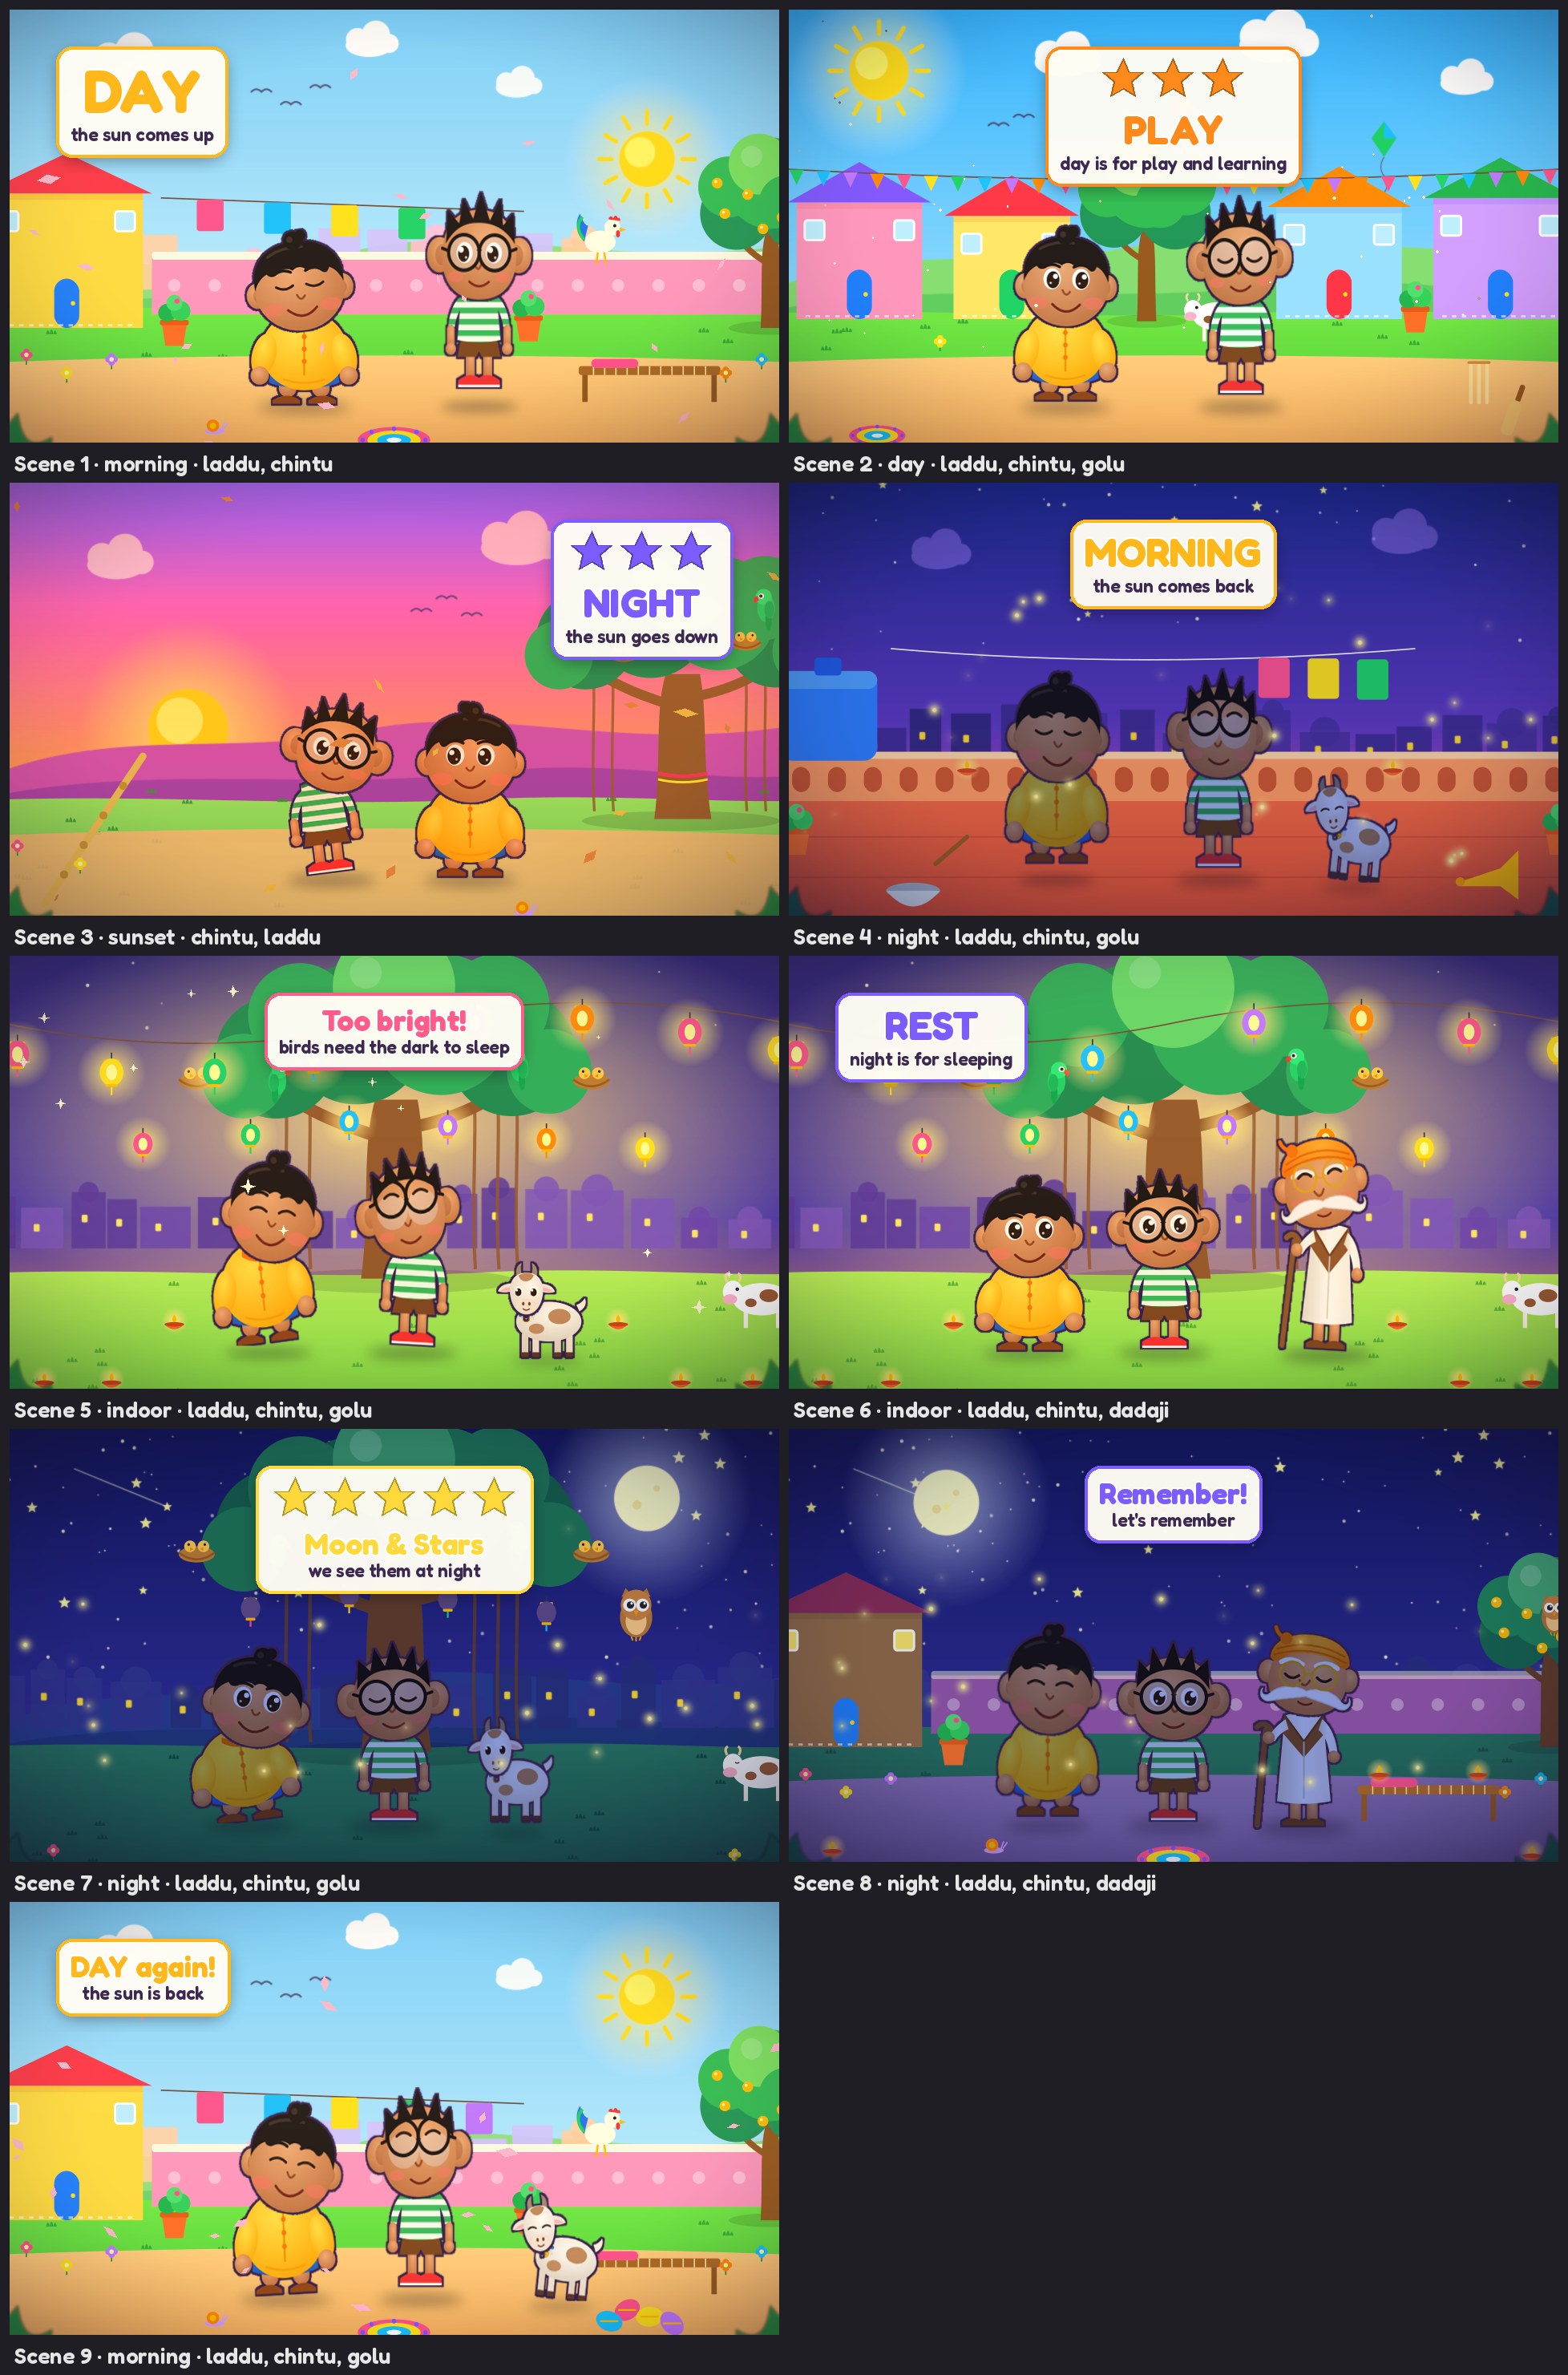 DAY
the sun comes up
Scene 1 · morning · laddu, chintu
PLAY
day is for play and learning
Scene 2 · day · laddu, chintu, golu
NIGHT
the sun goes down
Scene 3 · sunset · chintu, laddu
MORNING
the sun comes back
Scene 4 · night · laddu, chintu, golu
Too bright!
birds need the dark to sleep
Scene 5 · indoor · laddu, chintu, golu
REST
night is for sleeping
Scene 6 · indoor · laddu, chintu, dadaji
Moon & Stars
we see them at night
Scene 7 · night · laddu, chintu, golu
Remember!
let's remember
Scene 8 · night · laddu, chintu, dadaji
DAY again!
the sun is back
Scene 9 · morning · laddu, chintu, golu